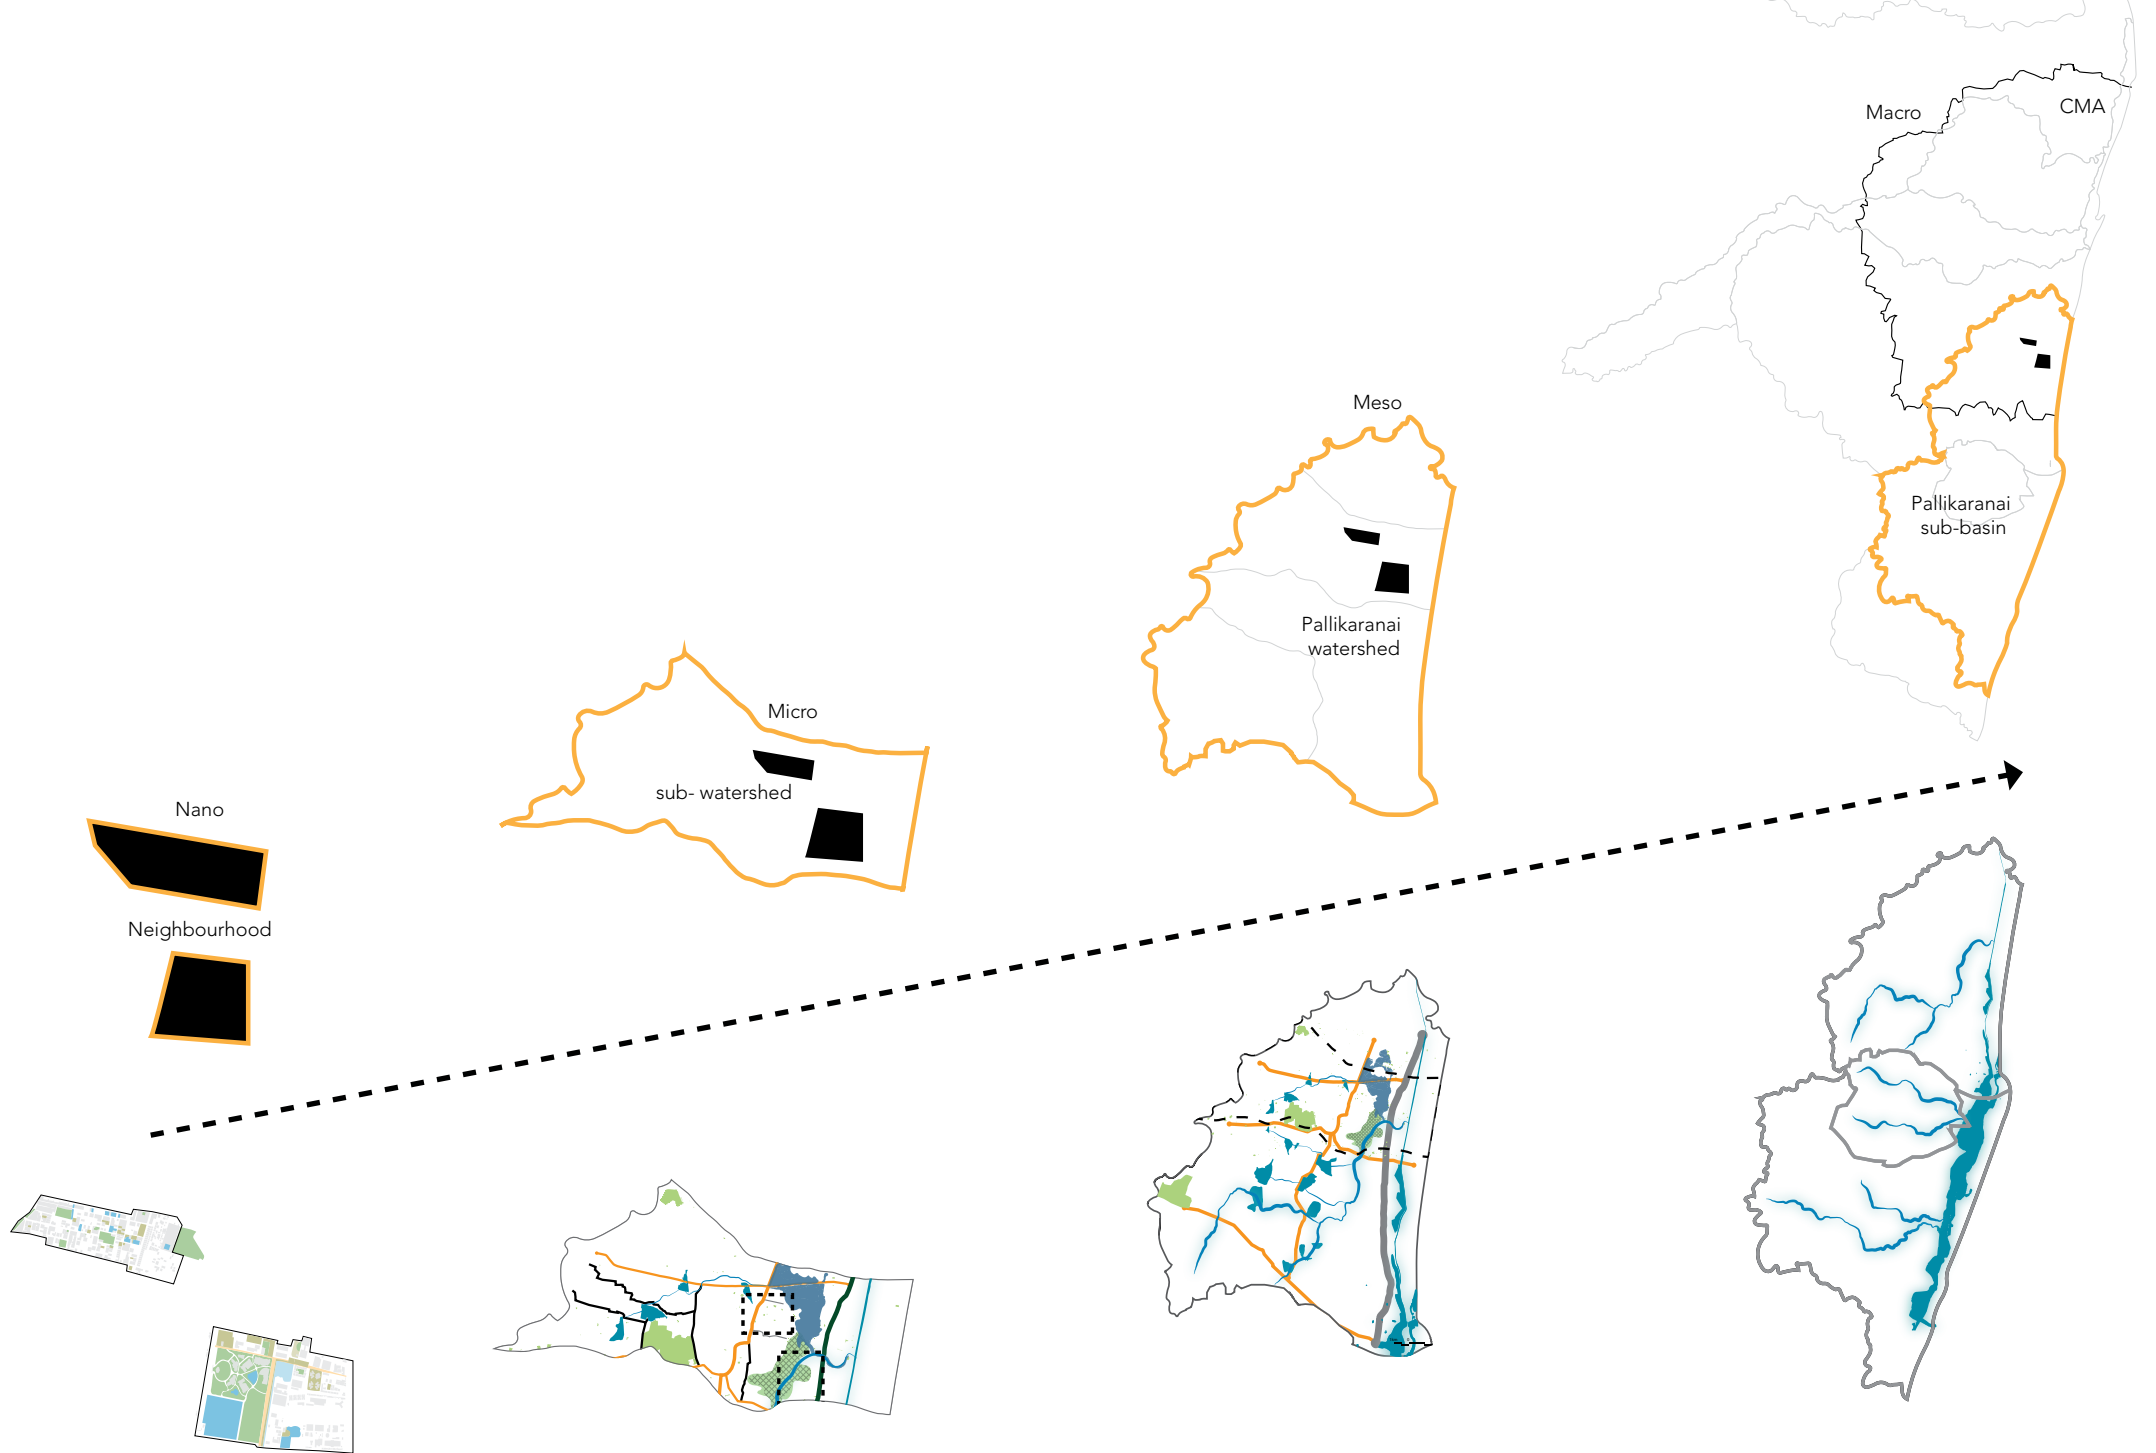 Macro
CMA
Pallikaranai
sub-basin
Meso
Pallikaranai
watershed
Micro
sub- watershed
Nano
Neighbourhood